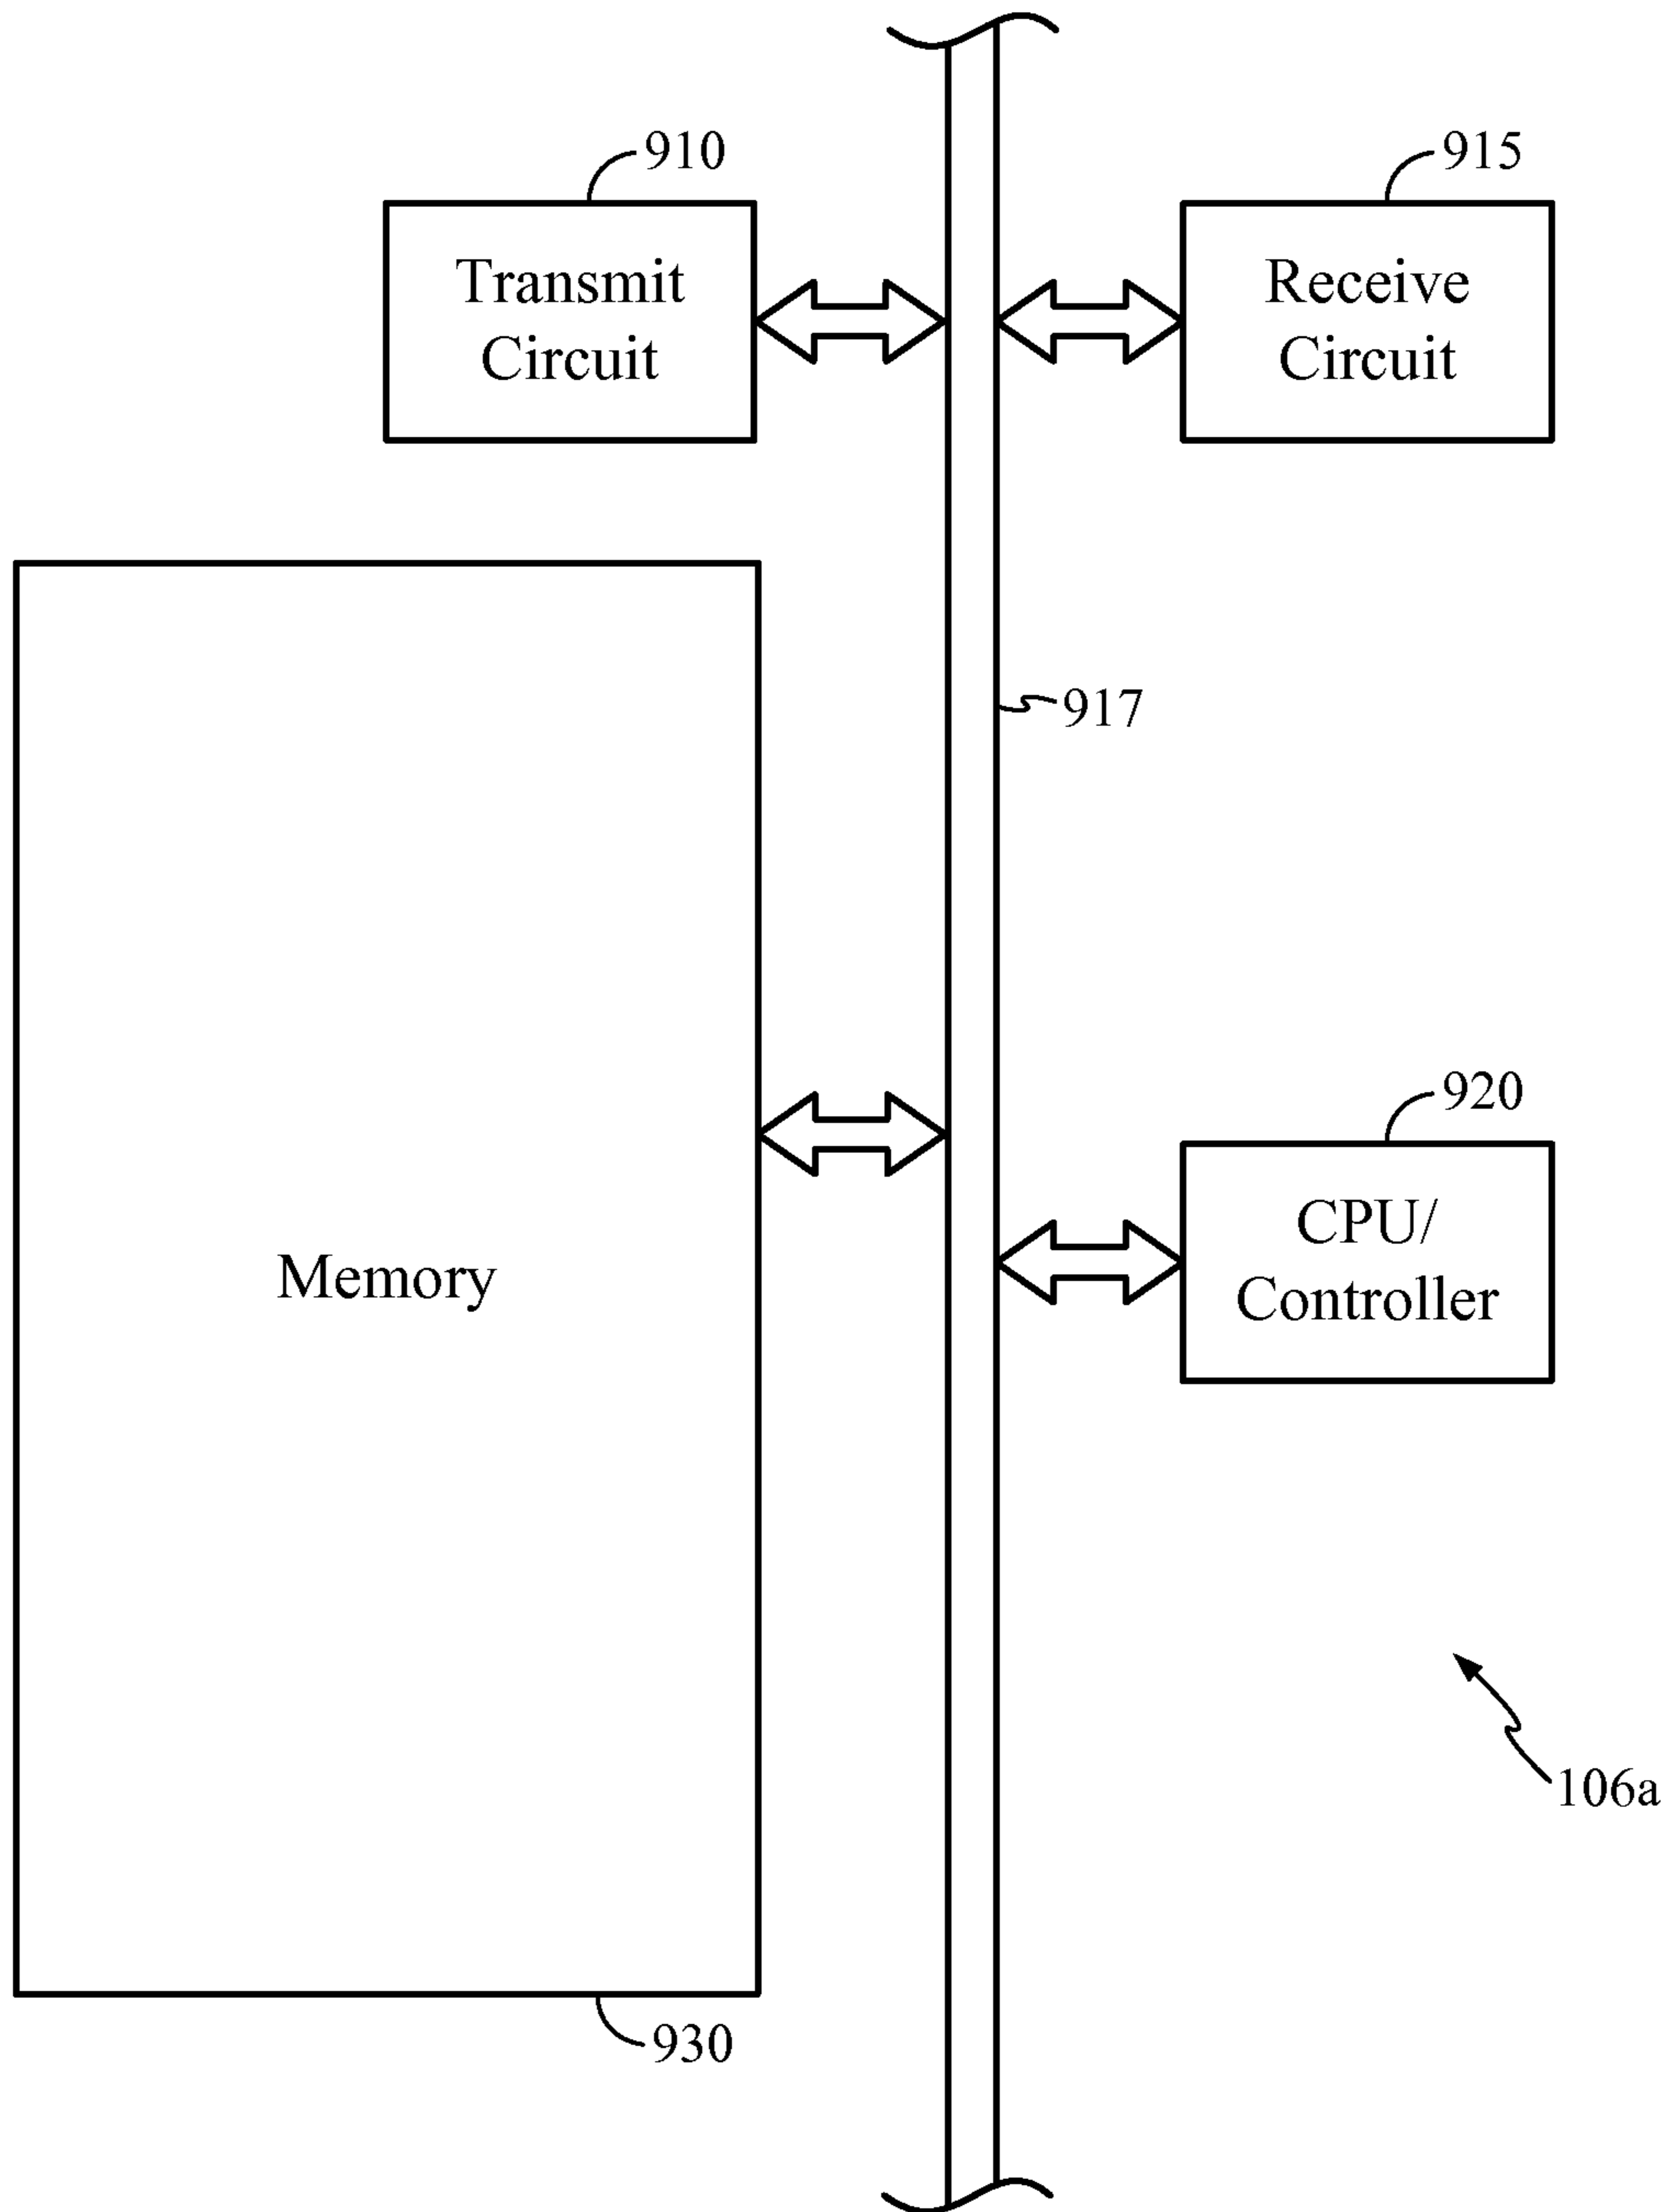 910
915
Transmit
Circuit
Receive
Circuit
917
920
CPU/
Controller
Memory
106a
930